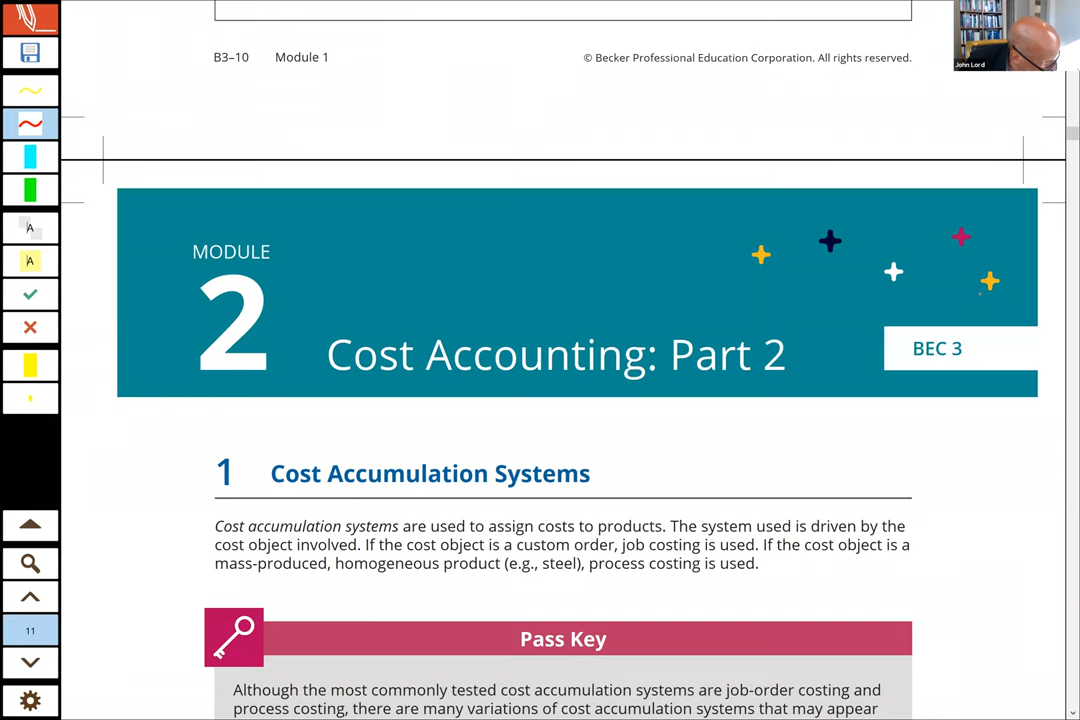 B3–10 Module 1 © Becker Professional Education Corporation. All rights reserved.
John Lord
MODULE
2
Cost Accounting: Part 2
BEC 3
1 Cost Accumulation Systems
Cost accumulation systems are used to assign costs to products. The system used is driven by the
cost object involved. If the cost object is a custom order, job costing is used. If the cost object is a
mass-produced, homogeneous product (e.g., steel), process costing is used.
Pass Key
Although the most commonly tested cost accumulation systems are job-order costing and
process costing, there are many variations of cost accumulation systems that may appear
A
A
11